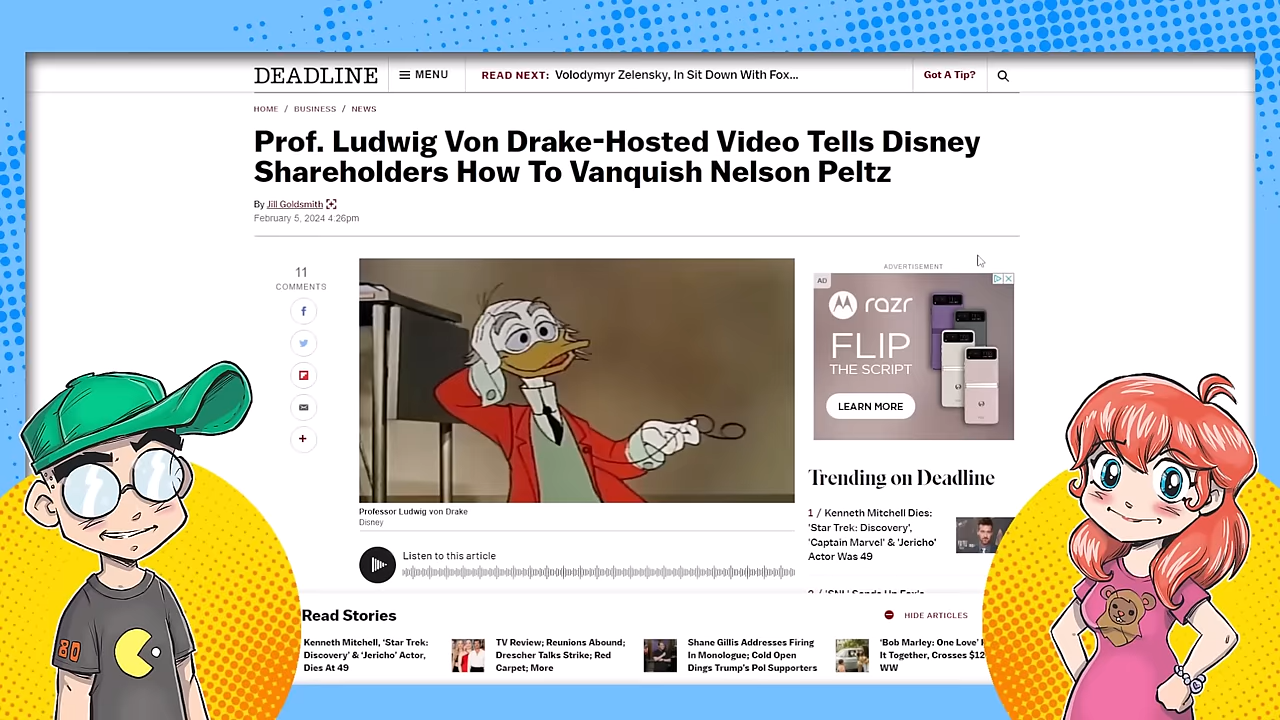 DEADLINE
MENU
READ NEXT: Volodymyr Zelensky, In Sit Down With Fox...
Got A Tip?
HOME / BUSINESS / NEWS
Prof. Ludwig Von Drake-Hosted Video Tells Disney
Shareholders How To Vanquish Nelson Peltz
By Jill Goldsmith
February 5, 2024 4:26pm
11
COMMENTS
Professor Ludwig von Drake
Disney
Listen to this article
ADVERTISEMENT
AD
razr
FLIP
THE SCRIPT
LEARN MORE
Trending on Deadline
1 / Kenneth Mitchell Dies:
'Star Trek: Discovery',
'Captain Marvel' & 'Jericho'
Actor Was 49
Read Stories
HIDE ARTICLES
Kenneth Mitchell, 'Star Trek:
Discovery' & 'Jericho' Actor,
Dies At 49
TV Review; Reunions Abound;
Drescher Talks Strike; Red
Carpet; More
Shane Gillis Addresses Firing
In Monologue; Cold Open
Dings Trump's Pol Supporters
'Bob Marley: One Love'
It Together, Crosses $12
WW
80